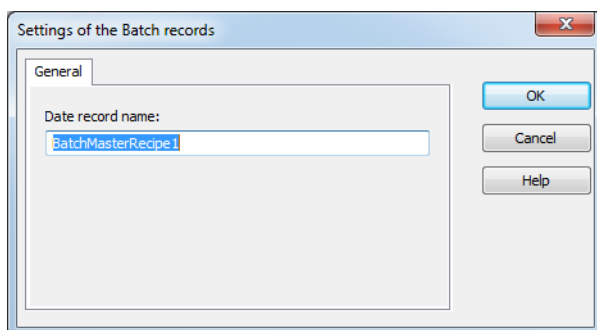 Settings of the Batch records
General
Date record name:
BatchMasterRecipe1
OK
Cancel
Help